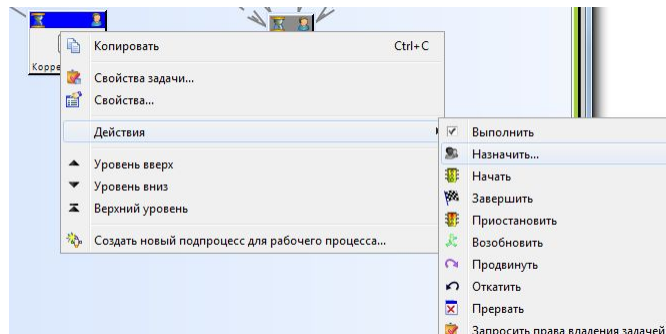 Корре
Копировать Ctrl+C
Свойства задачи...
Свойства...
Действия
Уровень вверх
Уровень вниз
Верхний уровень
Создать новый подпроцесс для рабочего процесса...
Выполнить
Назначить...
Начать
Завершить
Приостановить
Возобновить
Продвинуть
Откатить
Прервать
Запросить права владения задачей